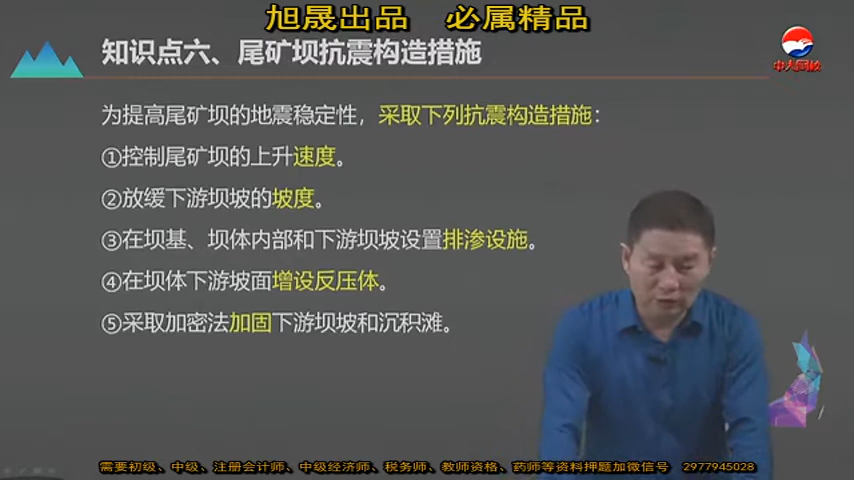 旭晟出品 必属精品
知识点六、尾矿坝抗震构造措施
中大网校
为提高尾矿坝的地震稳定性，采取下列抗震构造措施：
①控制尾矿坝的上升速度。
②放缓下游坝坡的坡度。
③在坝基、坝体内部和下游坝坡设置排渗设施。
④在坝体下游坡面增设反压体。
⑤采取加密法加固下游坝坡和沉积滩。
需要初级、中级、注册会计师、中级经济师、税务师、教师资格、药师等资料押题加微信号 2977945028